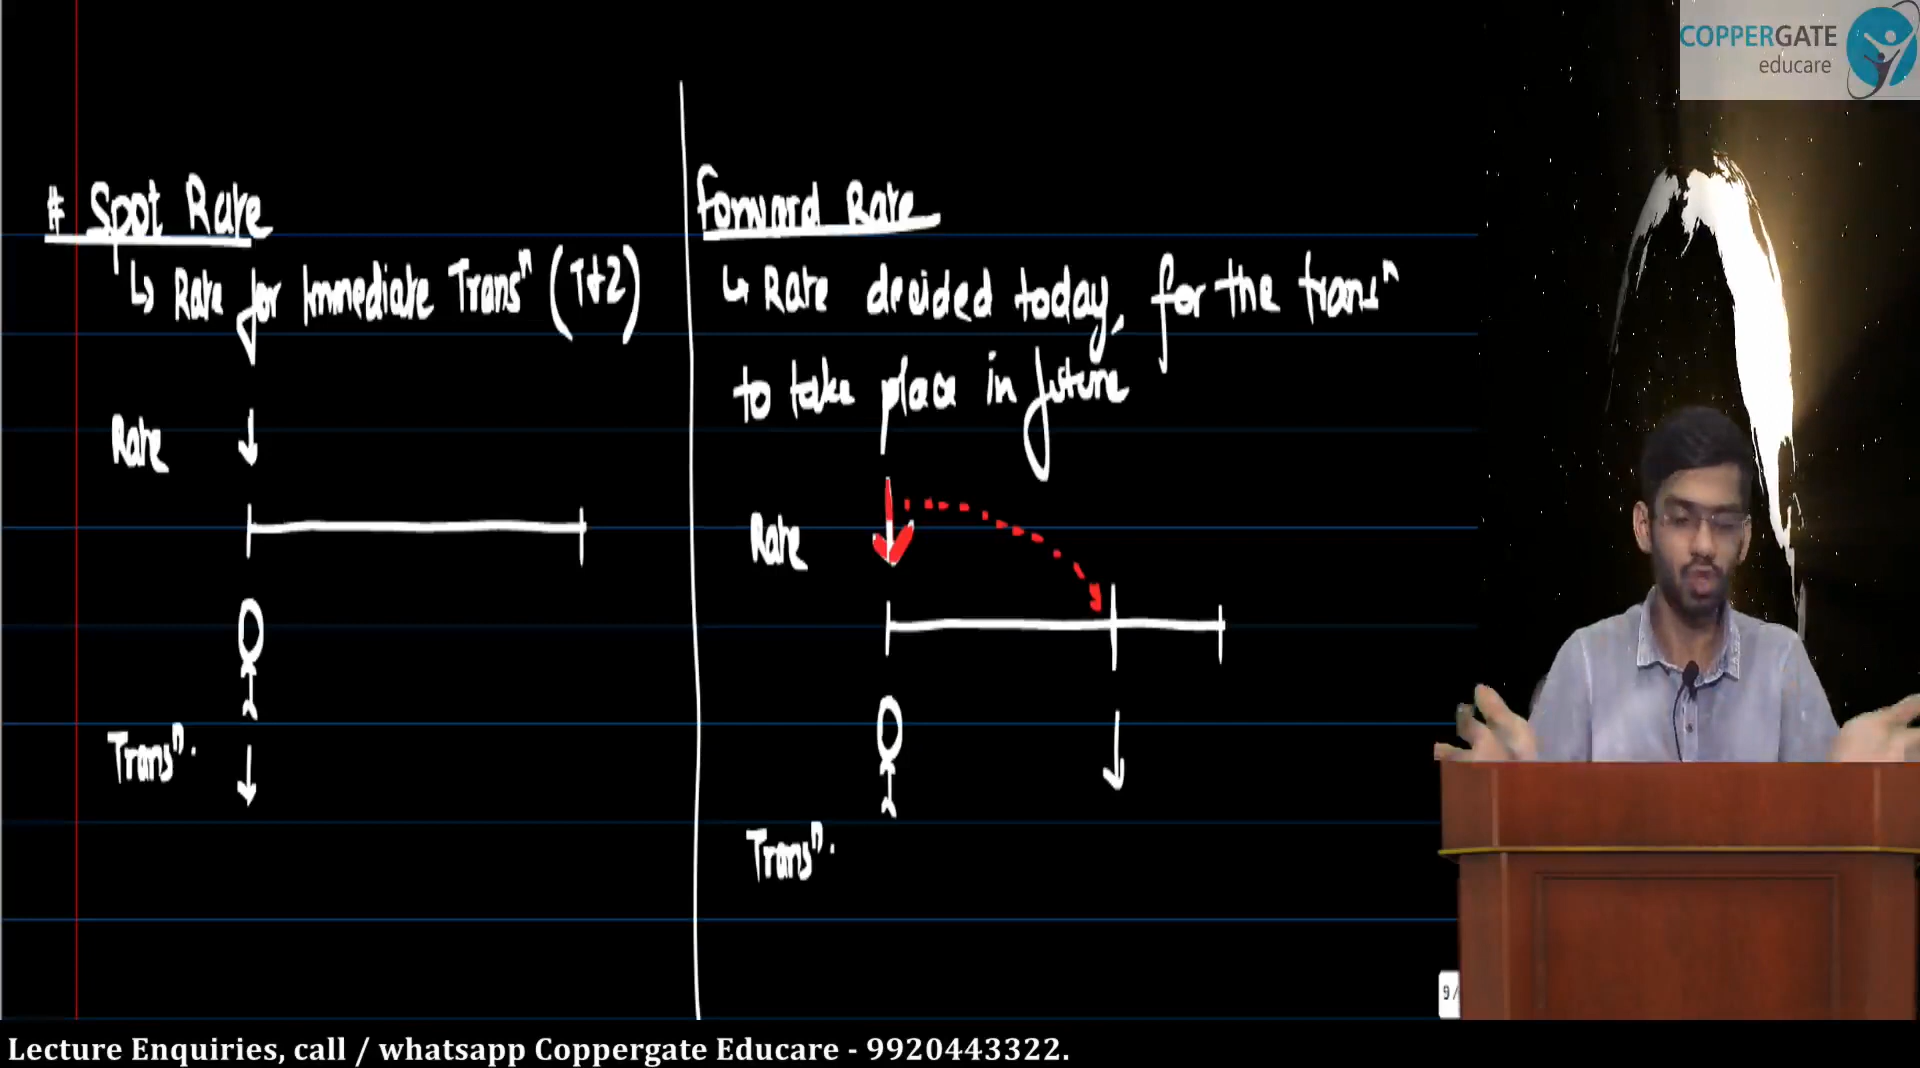 COPPERGATE
educare
# Spot Rate
↳ Rate for Immediate Transⁿ (T+2)
Rate
Transⁿ.
Forward Rate
↳ Rate decided today, for the transⁿ
to take place in future
Rate
Transⁿ.
9/
Lecture Enquiries, call / whatsapp Coppergate Educare - 9920443322.